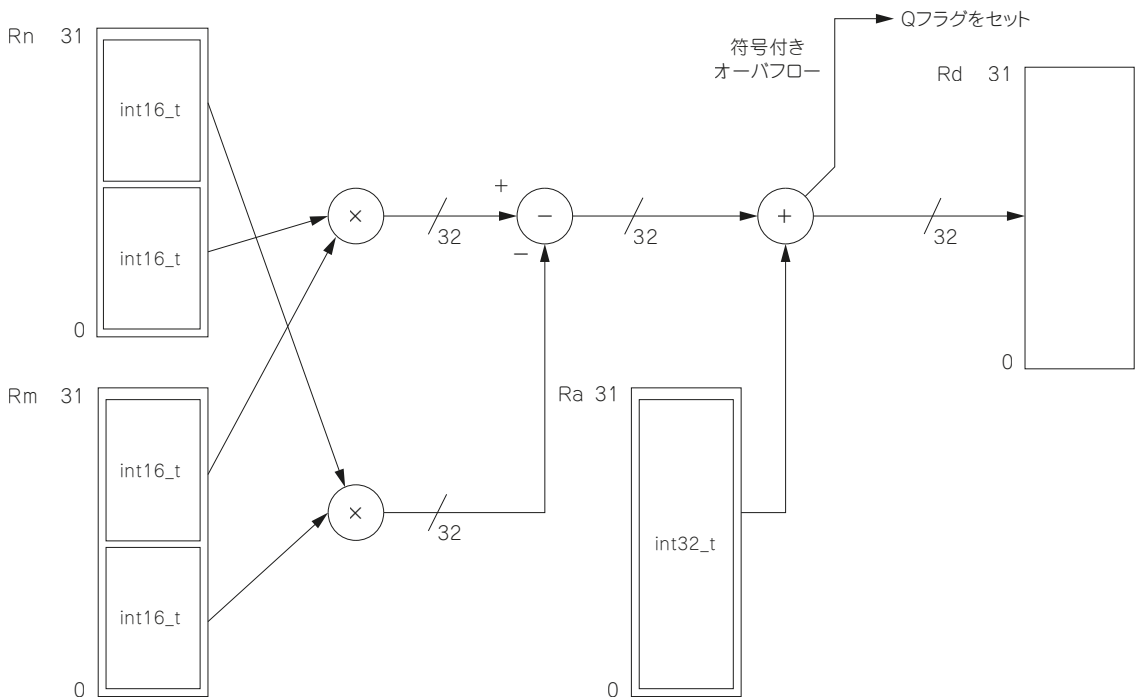 Qフラグをセット
符号付き
オーバフロー
Rn 31
int16_t
int16_t
0
Rd 31
0
+
×
32
−
−
32
+
32
Rm 31
int16_t
int16_t
0
×
32
Ra 31
int32_t
0